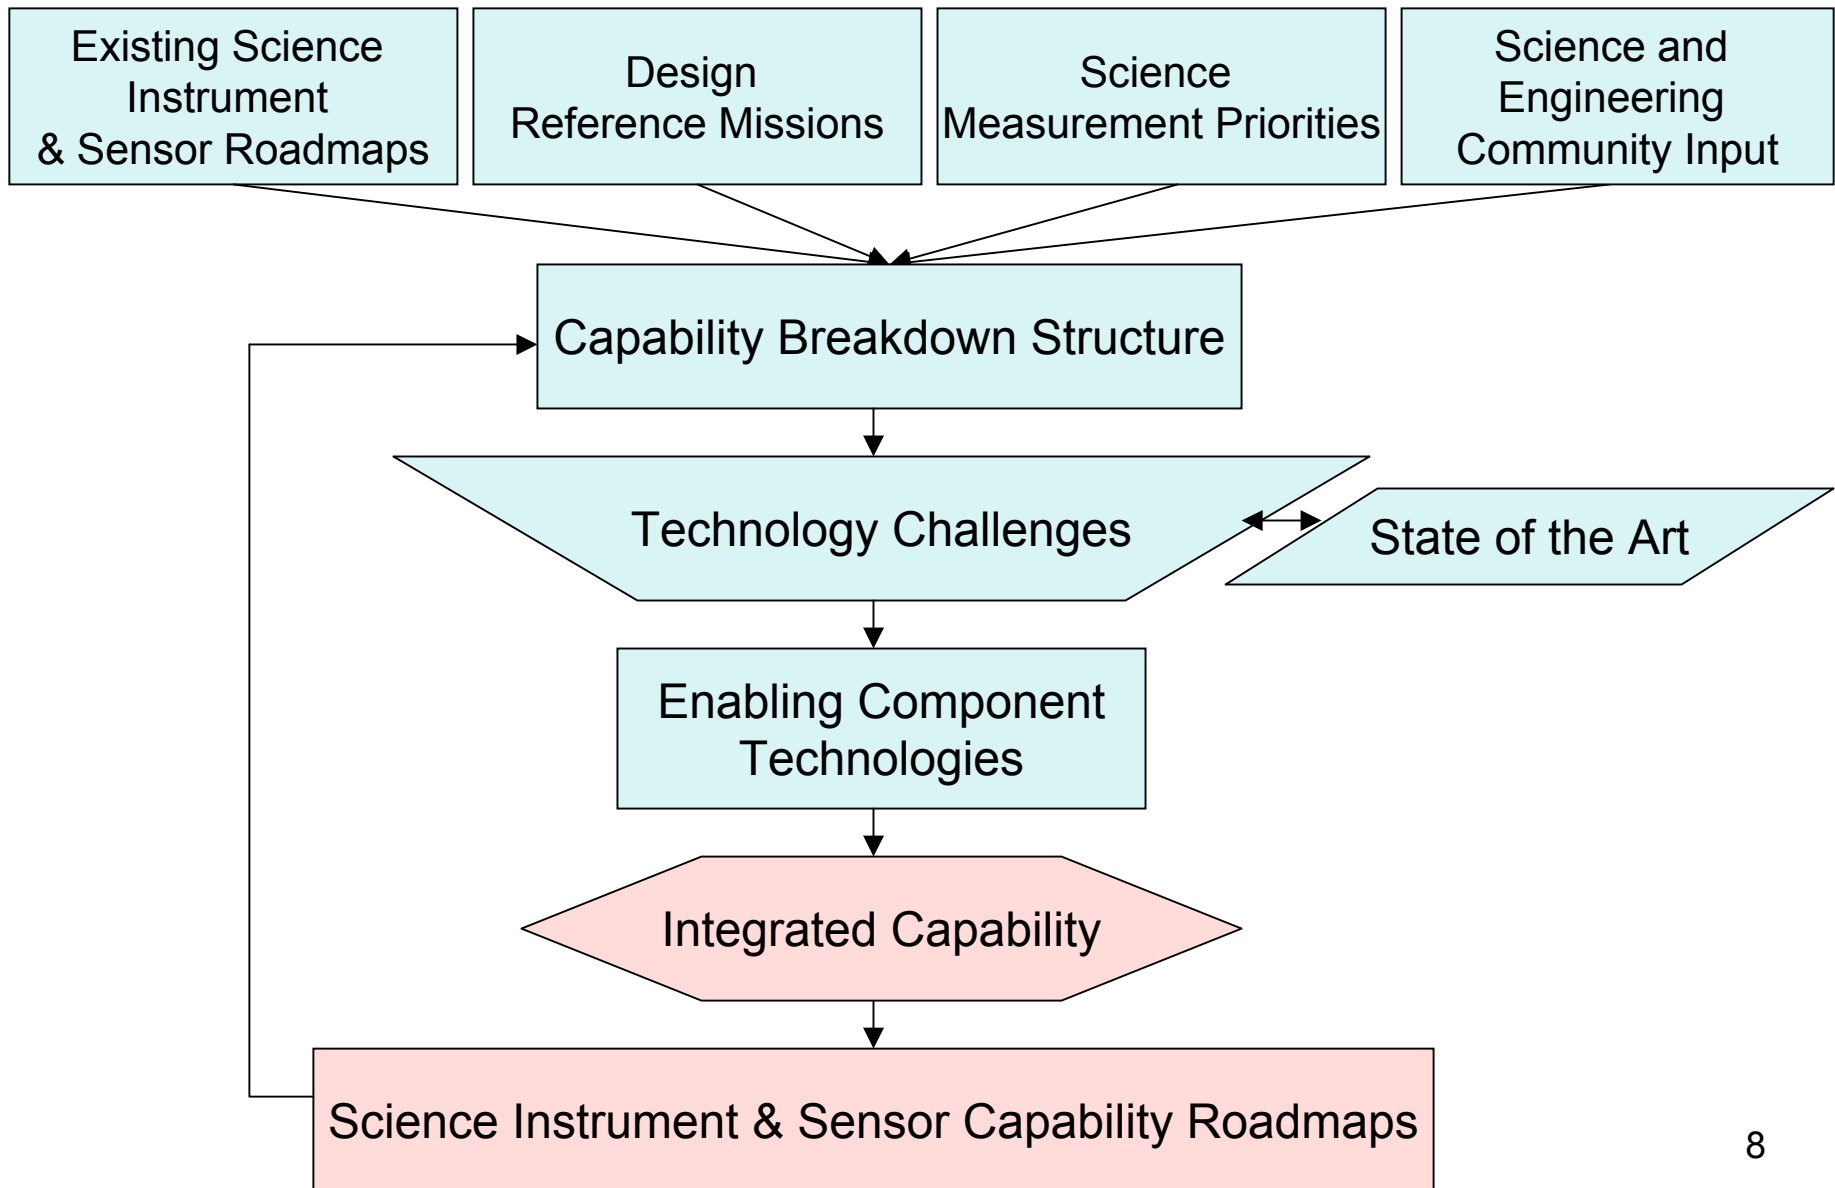 Existing Science
Instrument
& Sensor Roadmaps
Design
Reference Missions
Science
Measurement Priorities
Science and
Engineering
Community Input
Capability Breakdown Structure
Technology Challenges
State of the Art
Enabling Component
Technologies
Integrated Capability
Science Instrument & Sensor Capability Roadmaps
8